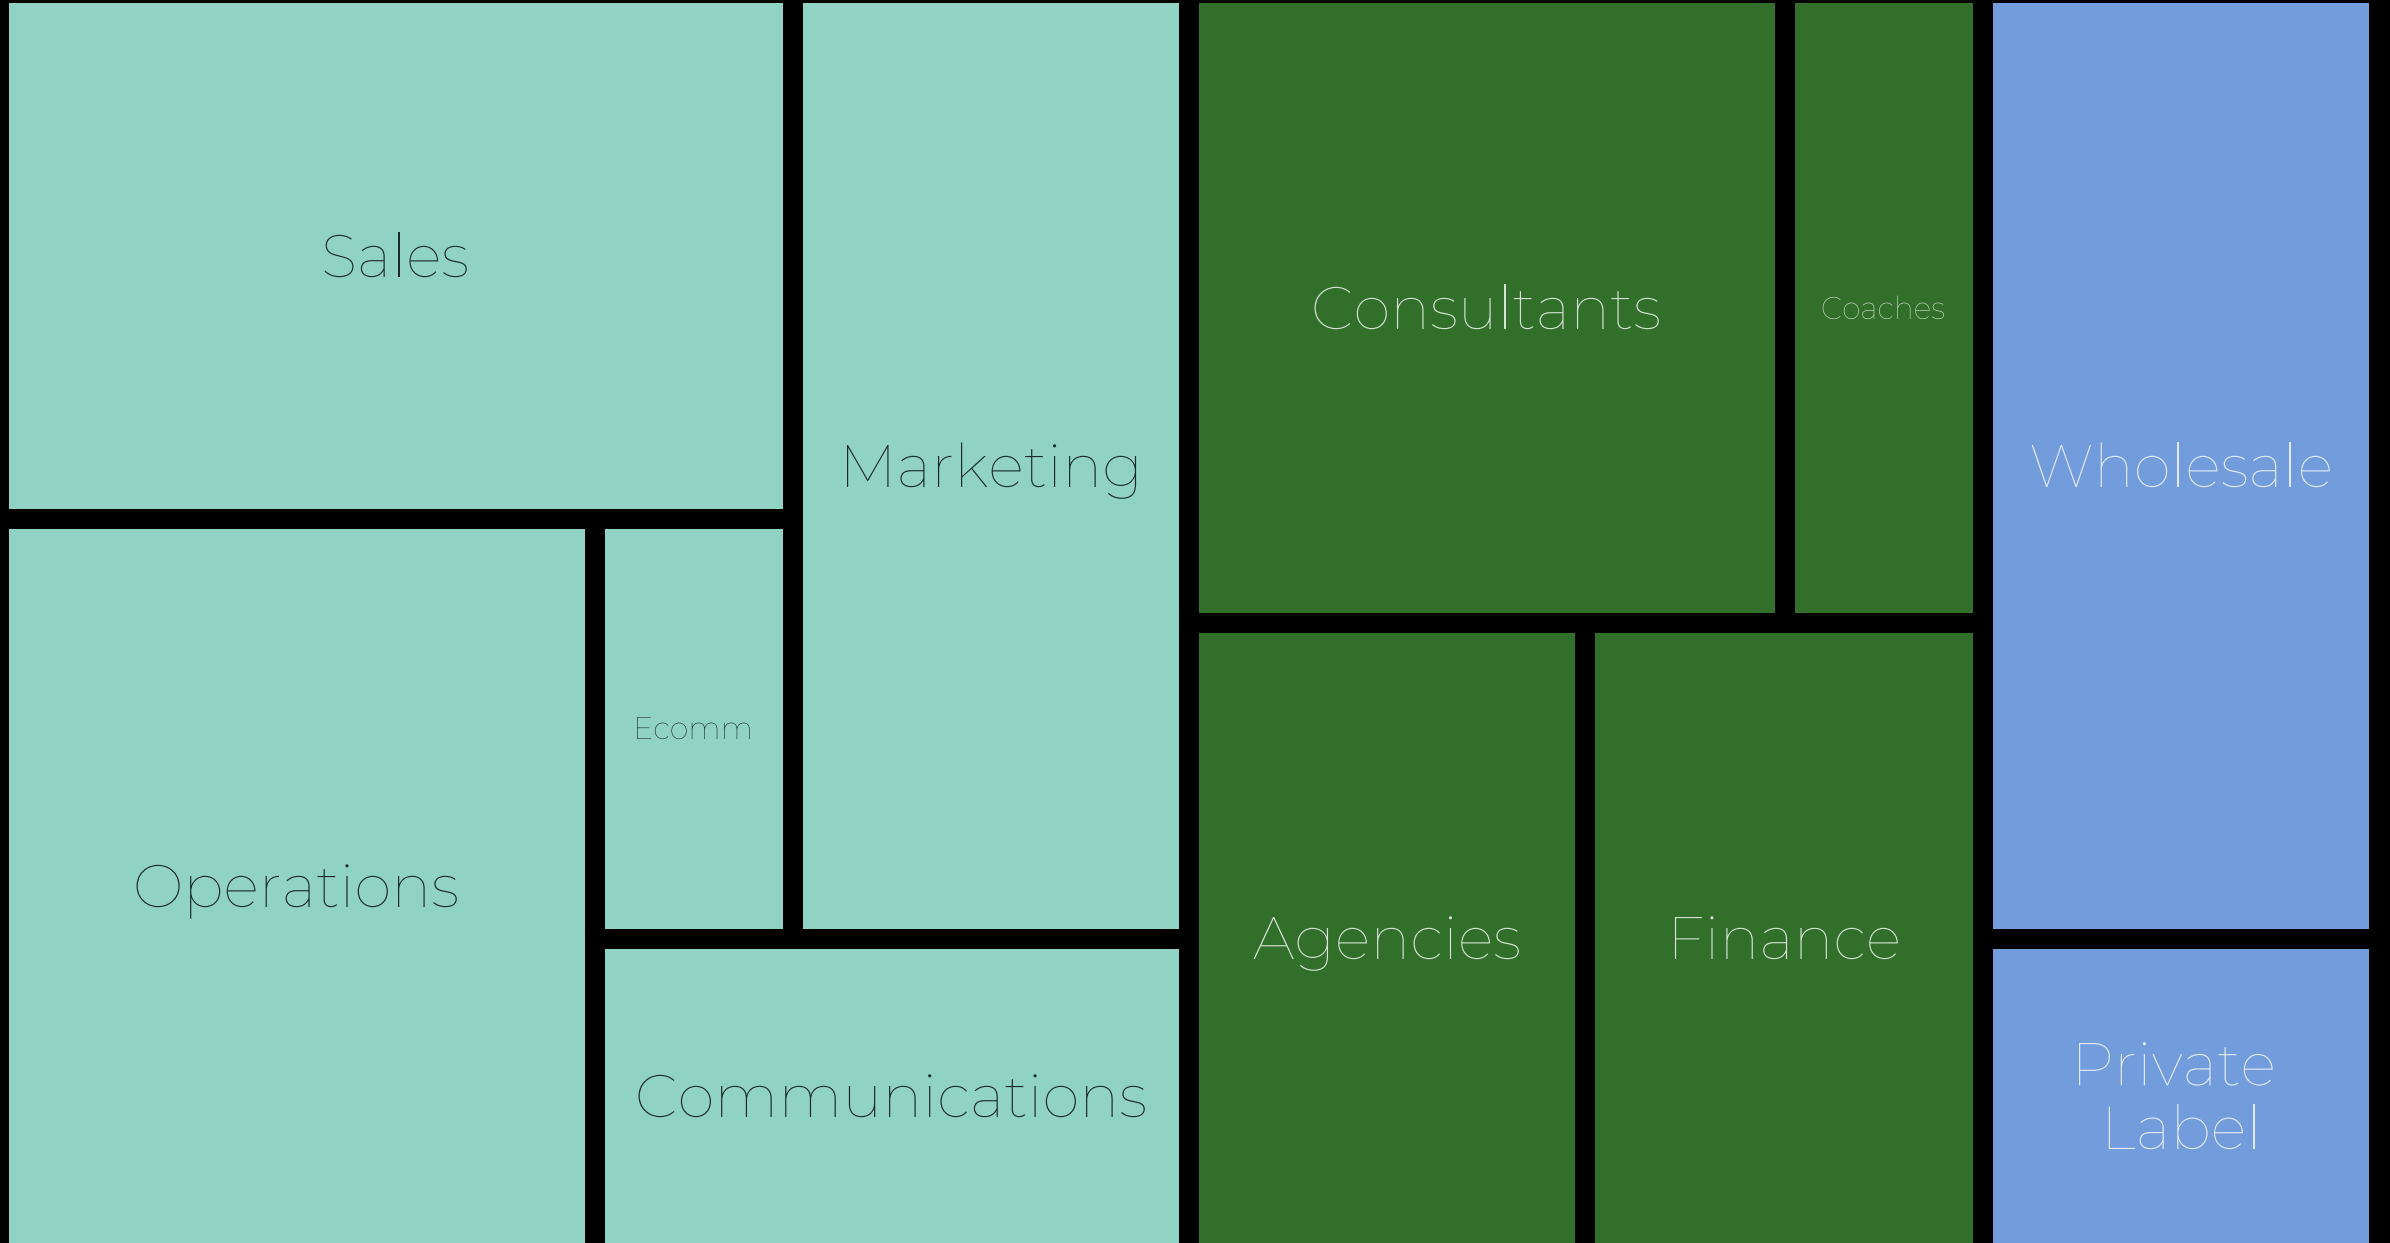 Sales
Operations
Ecomm
Marketing
Communications
Consultants
Coaches
Agencies
Finance
Wholesale
Private
Label